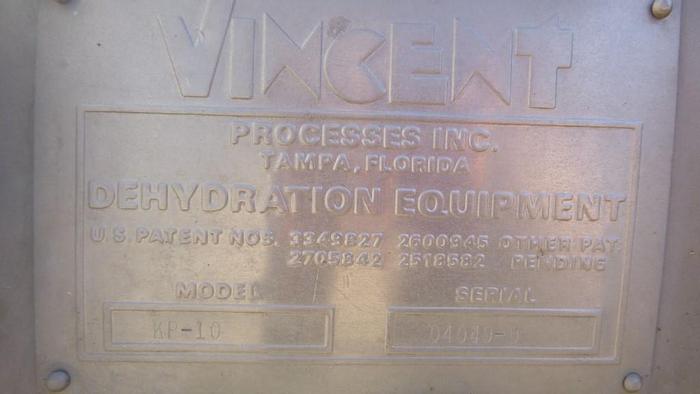 VINCENT
PROCESSES INC.
TAMPA, FLORIDA
DEHYDRATION EQUIPMENT
U.S. PATENT NOS. 3349827 2600945 OTHER PAT.
2705842 2518582 PENDING
MODEL SERIAL
KP-10